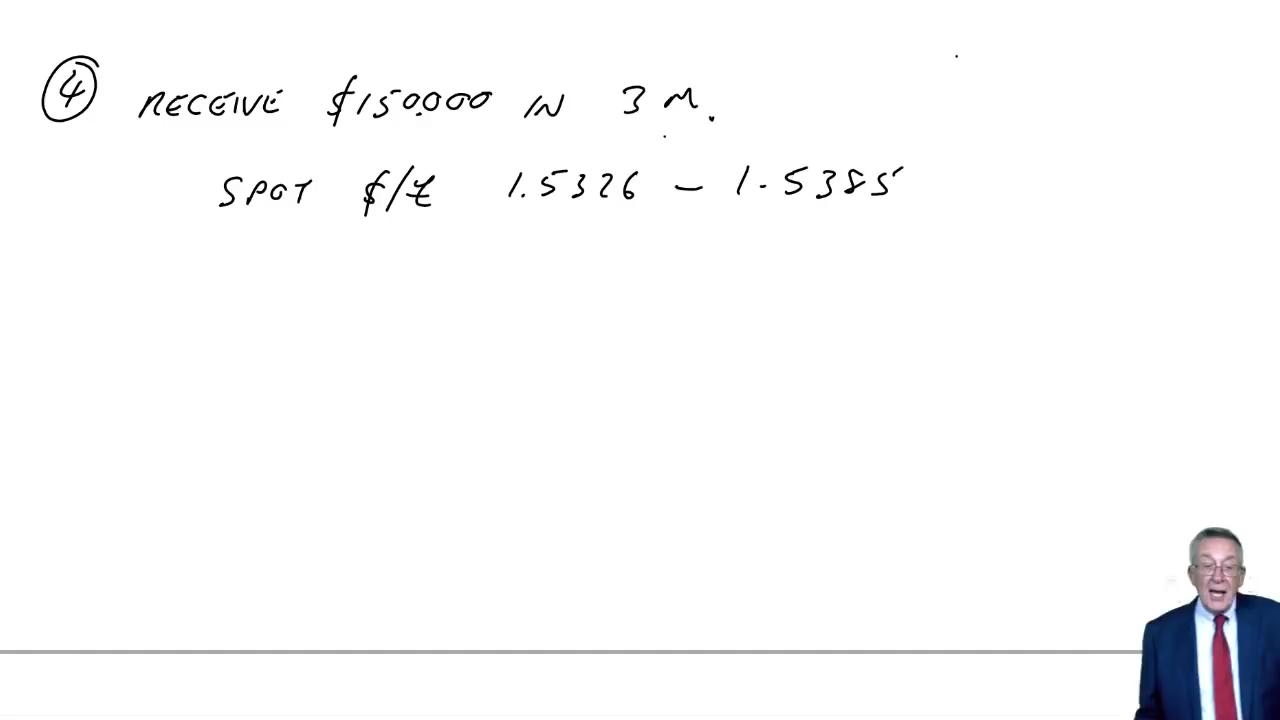 ④ RECEIVE $150.000 IN 3 M.
SPOT $/£ 1.5326 – 1.5385